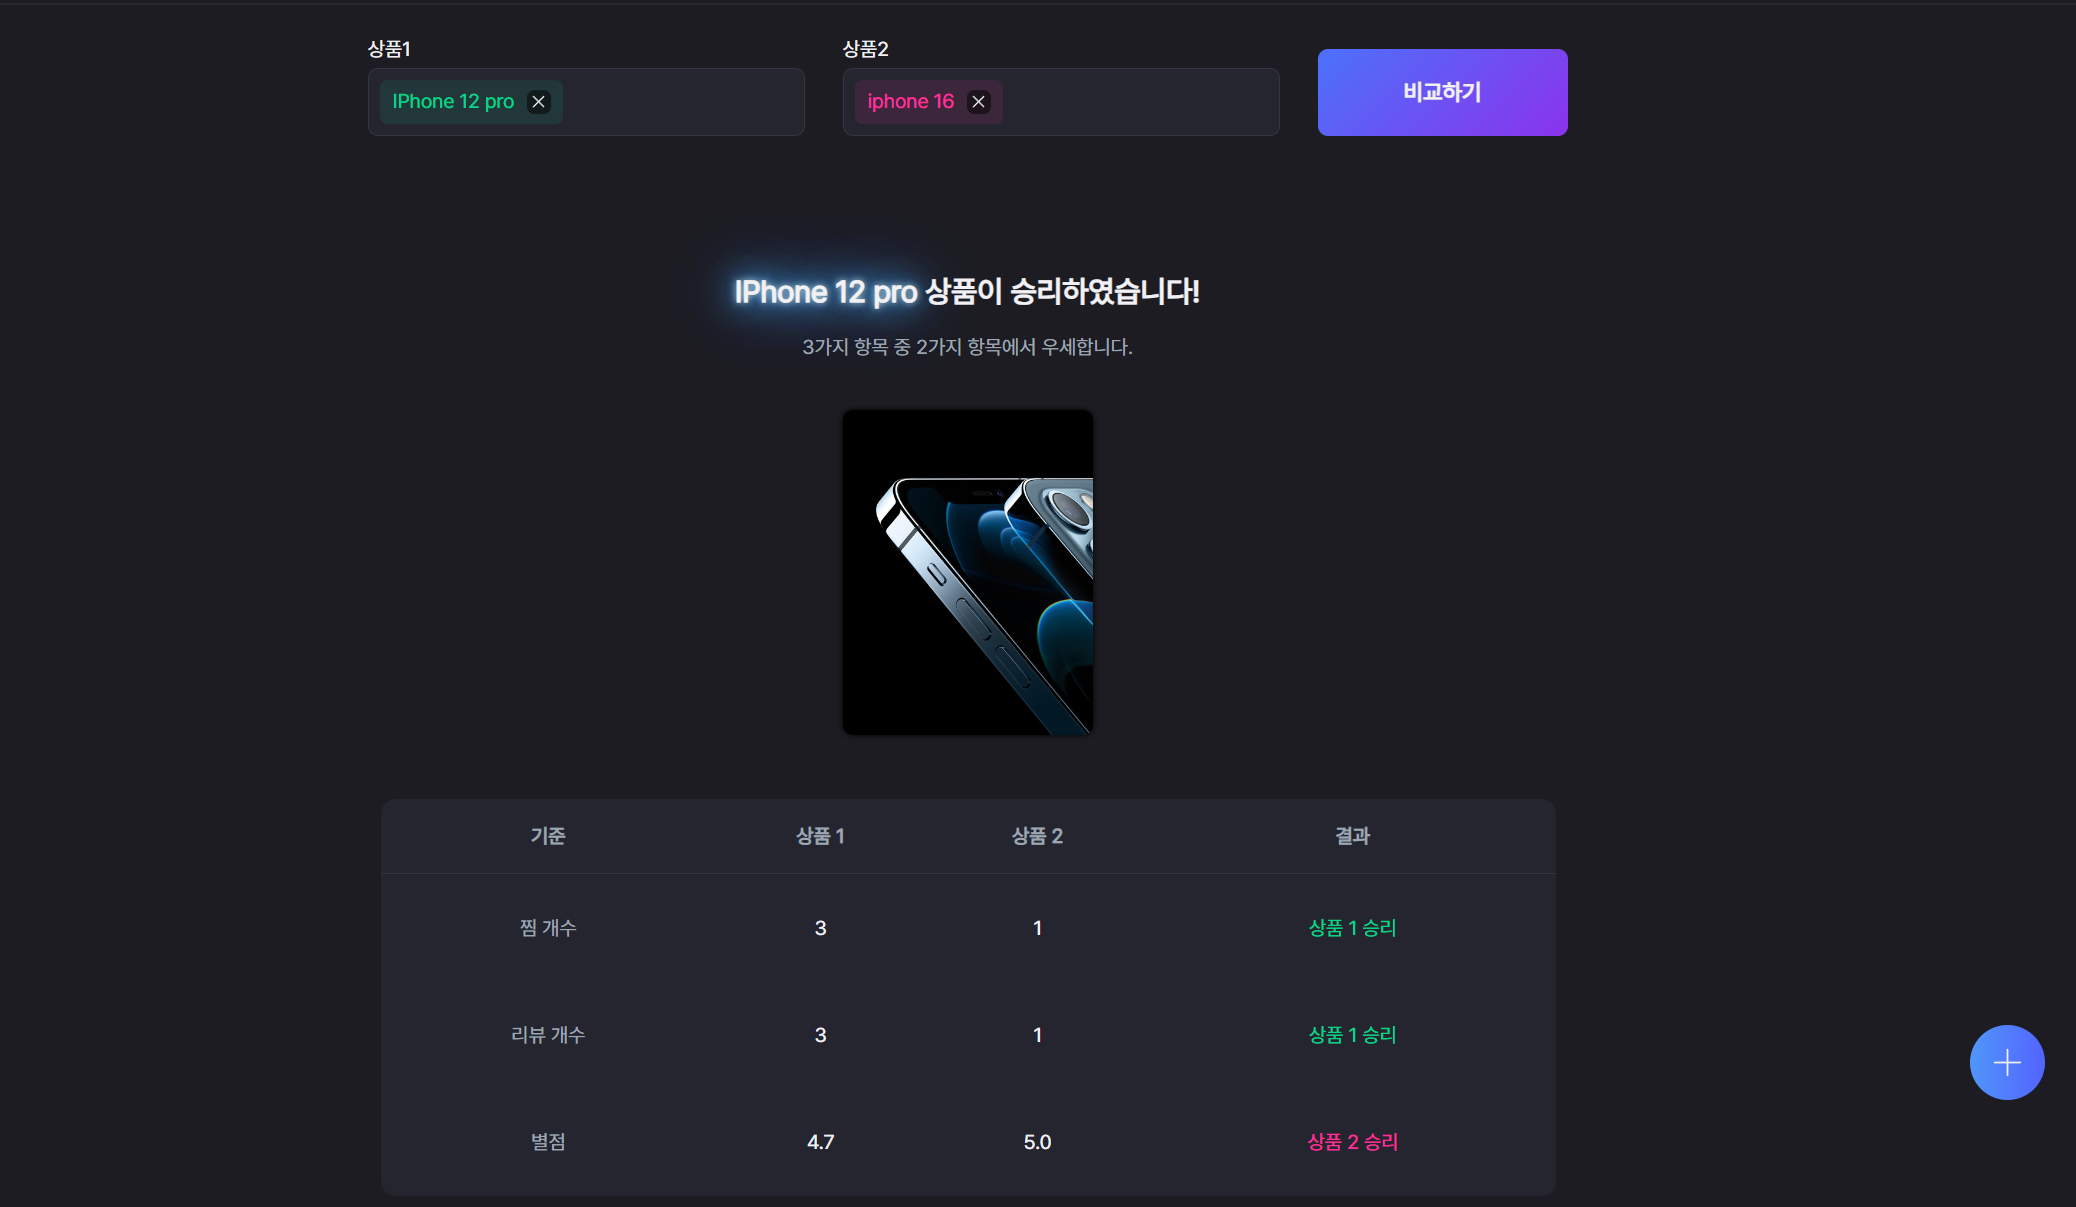 상품1
상품2
IPhone 12 pro
iphone 16
비교하기
IPhone 12 pro 상품이 승리하였습니다!
3가지 항목 중 2가지 항목에서 우세합니다.
기준 상품 1 상품 2 결과
찜 개수 3 1 상품 1 승리
리뷰 개수 3 1 상품 1 승리
별점 4.7 5.0 상품 2 승리